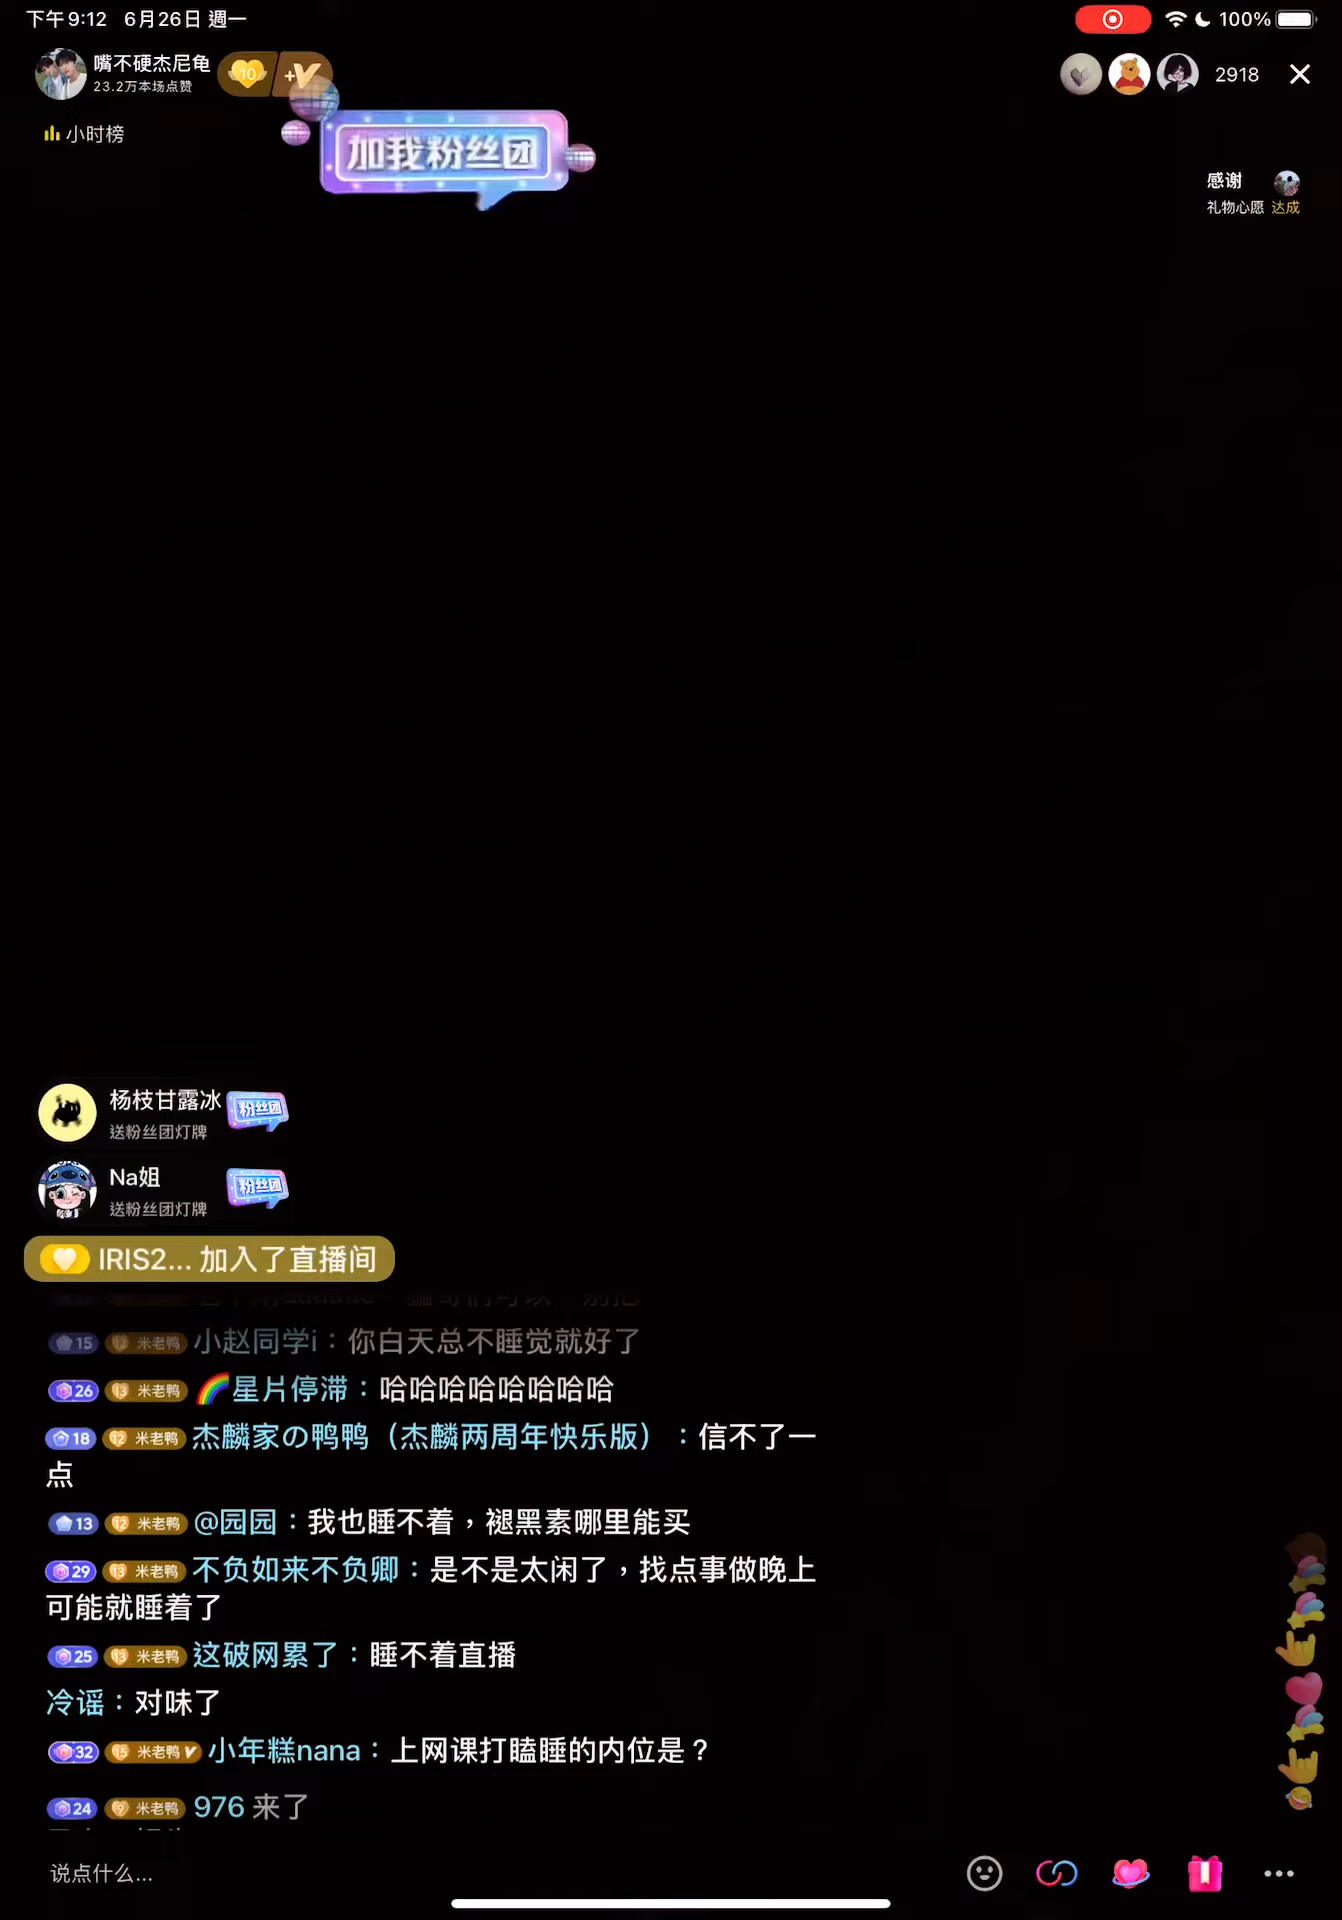 下午9:12 6月26日 週一
100%
嘴不硬杰尼龟
23.2万本场点赞
10
+V
2918
小时榜
加我粉丝团
感谢
礼物心愿 达成
杨枝甘露冰
送粉丝团灯牌
粉丝团
Na姐
送粉丝团灯牌
粉丝团
IRIS2... 加入了直播间
15 12 米老鸭 小赵同学i：你白天总不睡觉就好了
26 13 米老鸭 🌈星片停滞：哈哈哈哈哈哈哈哈
18 12 米老鸭 杰麟家の鸭鸭（杰麟两周年快乐版）：信不了一
点
13 12 米老鸭 @园园：我也睡不着，褪黑素哪里能买
29 13 米老鸭 不负如来不负卿：是不是太闲了，找点事做晚上
可能就睡着了
25 13 米老鸭 这破网累了：睡不着直播
冷谣：对味了
32 15 米老鸭 小年糕nana：上网课打瞌睡的内位是？
24 9 米老鸭 976 来了
说点什么...